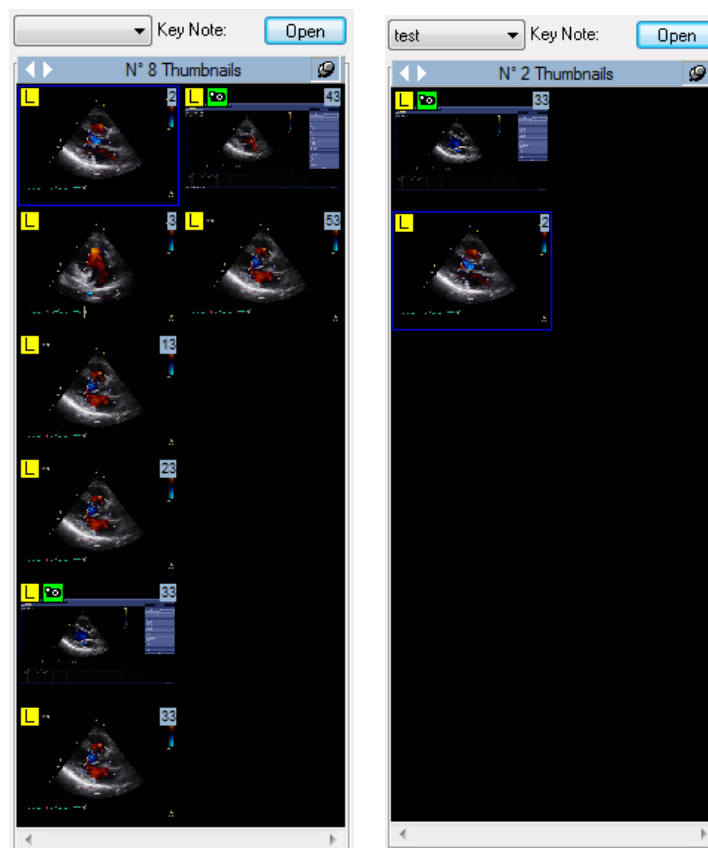 Key Note: Open
N° 8 Thumbnails
L 2 L 43
L 3 L 53
L 13
L 23
L 33
L 33
test Key Note: Open
N° 2 Thumbnails
L 33
L 2